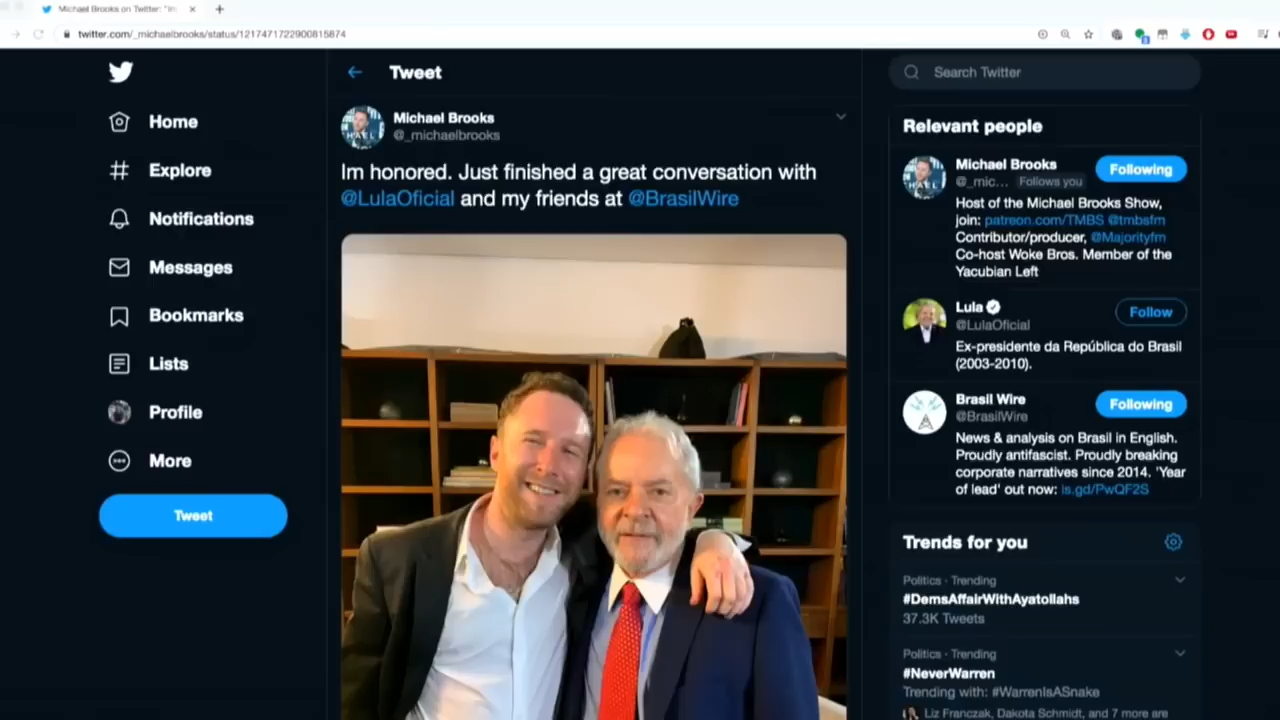 Michael Brooks on Twitter: "Im
twitter.com/_michaelbrooks/status/1217471722900815874
Home
Explore
Notifications
Messages
Bookmarks
Lists
Profile
More
Tweet
Tweet
Michael Brooks
@_michaelbrooks
Im honored. Just finished a great conversation with
@LulaOficial and my friends at @BrasilWire
Search Twitter
Relevant people
Michael Brooks
@_mic... Follows you
Following
Host of the Michael Brooks Show,
join: patreon.com/TMBS @tmbsfm
Contributor/producer, @Majorityfm
Co-host Woke Bros. Member of the
Yacubian Left
Lula
@LulaOficial
Follow
Ex-presidente da República do Brasil
(2003-2010).
Brasil Wire
@BrasilWire
Following
News & analysis on Brasil in English.
Proudly antifascist. Proudly breaking
corporate narratives since 2014. 'Year
of lead' out now: is.gd/PwQF2S
Trends for you
Politics · Trending
#DemsAffairWithAyatollahs
37.3K Tweets
Politics · Trending
#NeverWarren
Trending with: #WarrenIsASnake
Liz Franczak, Dakota Schmidt, and 7 more are